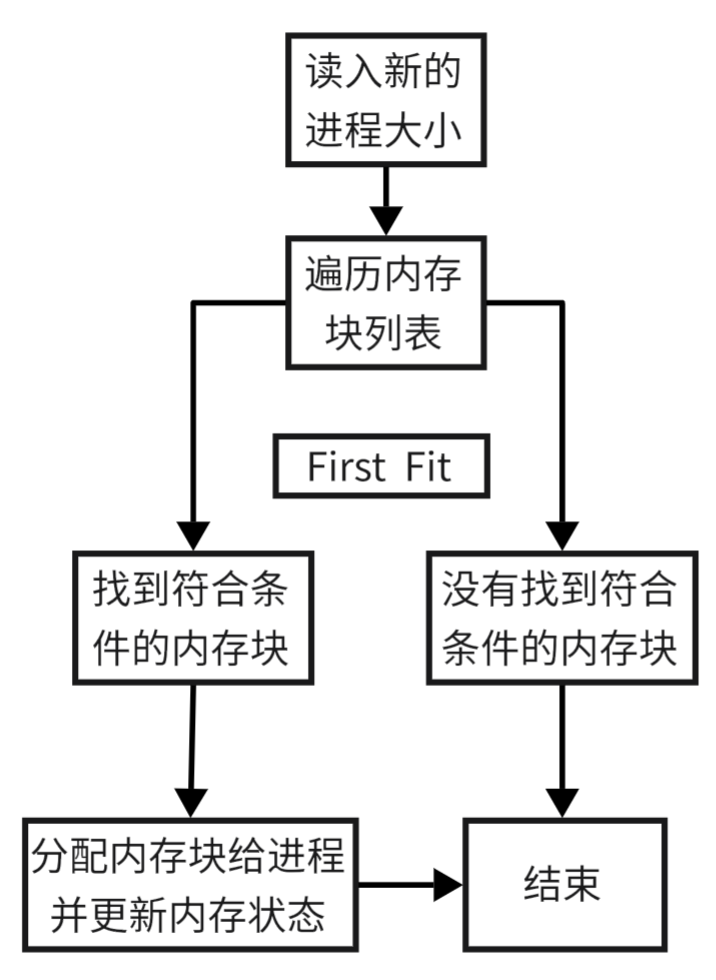 读入新的
进程大小
遍历内存
块列表
First Fit
找到符合条
件的内存块
没有找到符合
条件的内存块
分配内存块给进程
并更新内存状态
结束